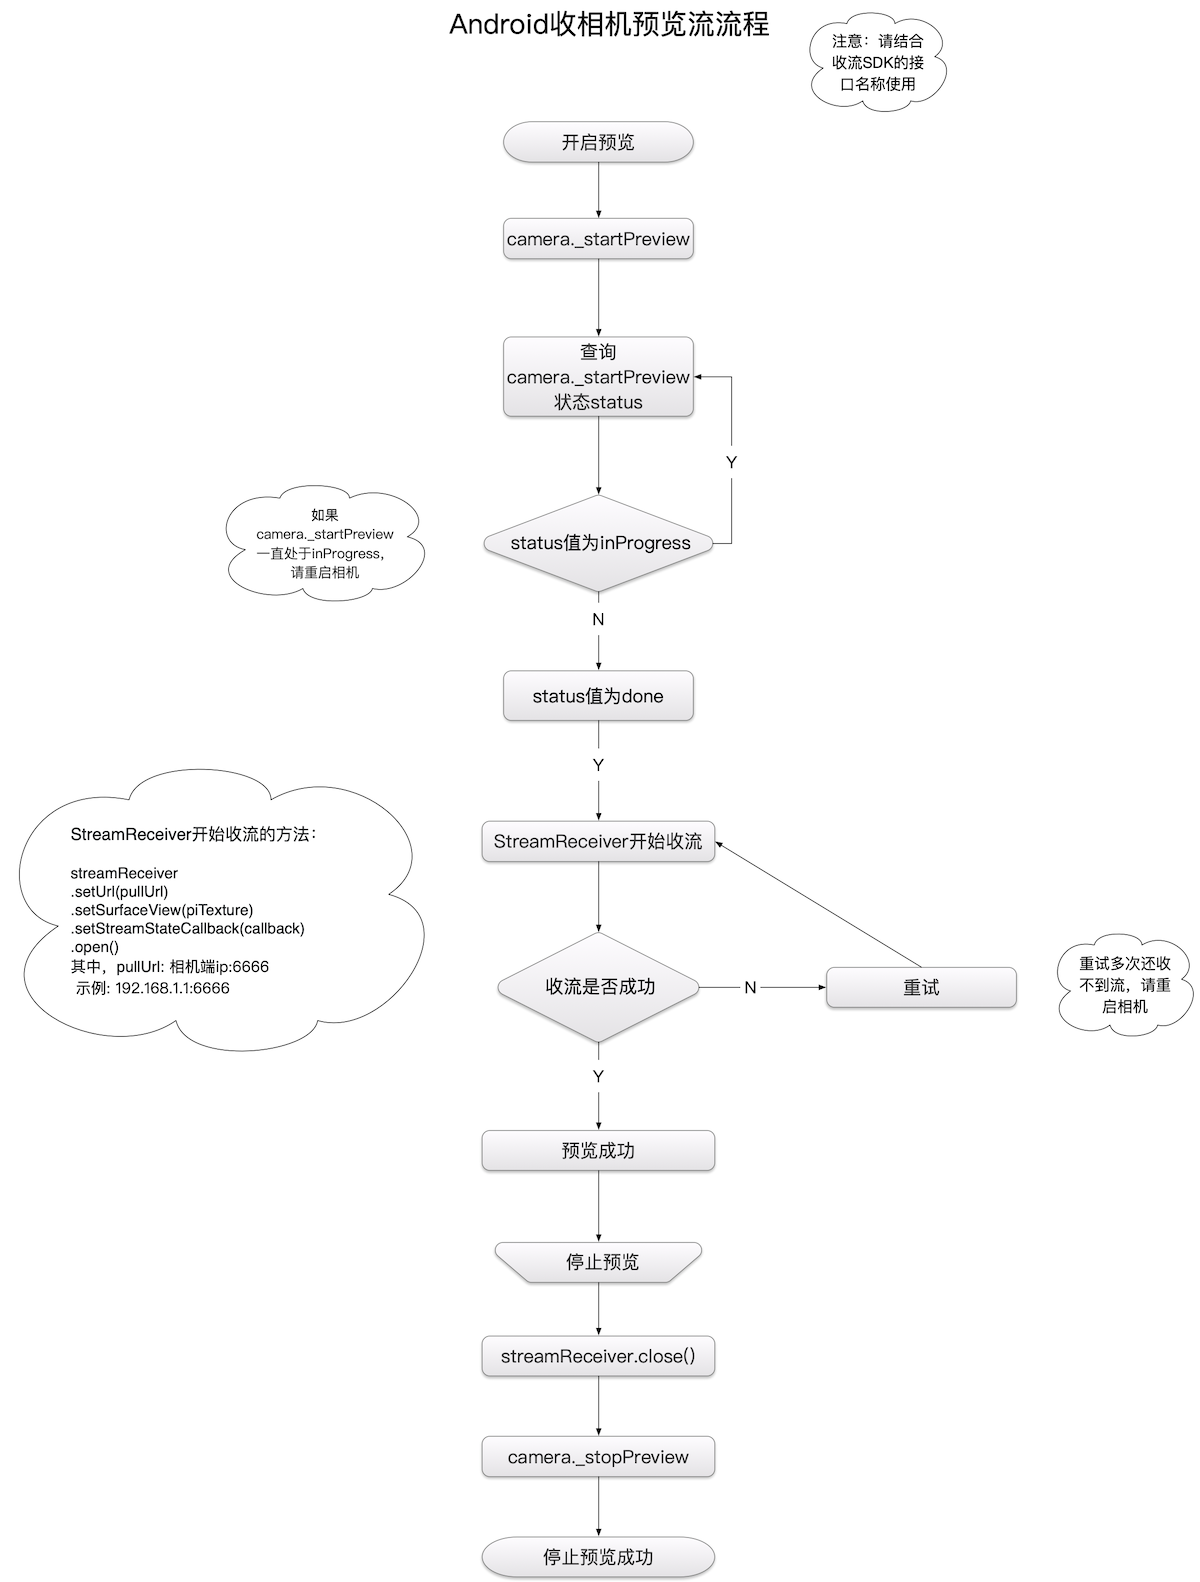 Android收相机预览流流程
注意：请结合
收流SDK的接
口名称使用
开启预览
camera._startPreview
查询
camera._startPreview
状态status
Y
如果
camera._startPreview
一直处于inProgress，
请重启相机
status值为inProgress
N
status值为done
Y
StreamReceiver开始收流的方法：
streamReceiver
.setUrl(pullUrl)
.setSurfaceView(piTexture)
.setStreamStateCallback(callback)
.open()
其中，pullUrl: 相机端ip:6666
示例: 192.168.1.1:6666
StreamReceiver开始收流
收流是否成功
N
重试
重试多次还收
不到流，请重
启相机
Y
预览成功
停止预览
streamReceiver.close()
camera._stopPreview
停止预览成功